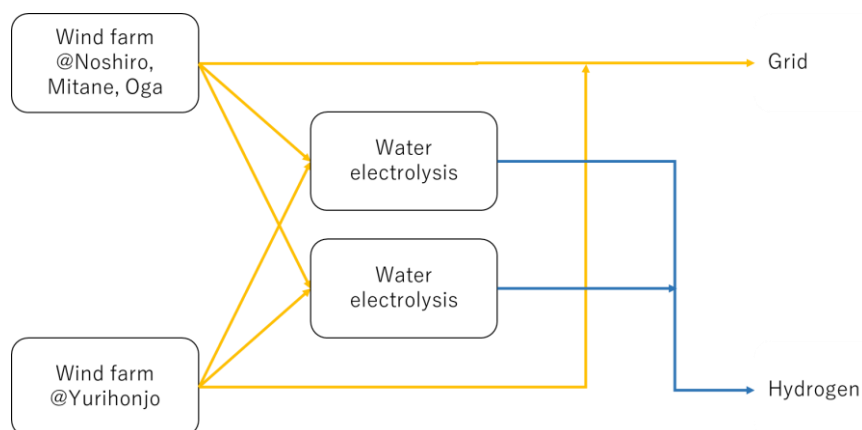 Wind farm
@Noshiro,
Mitane, Oga
Grid
Water
electrolysis
Water
electrolysis
Wind farm
@Yurihonjo
Hydrogen